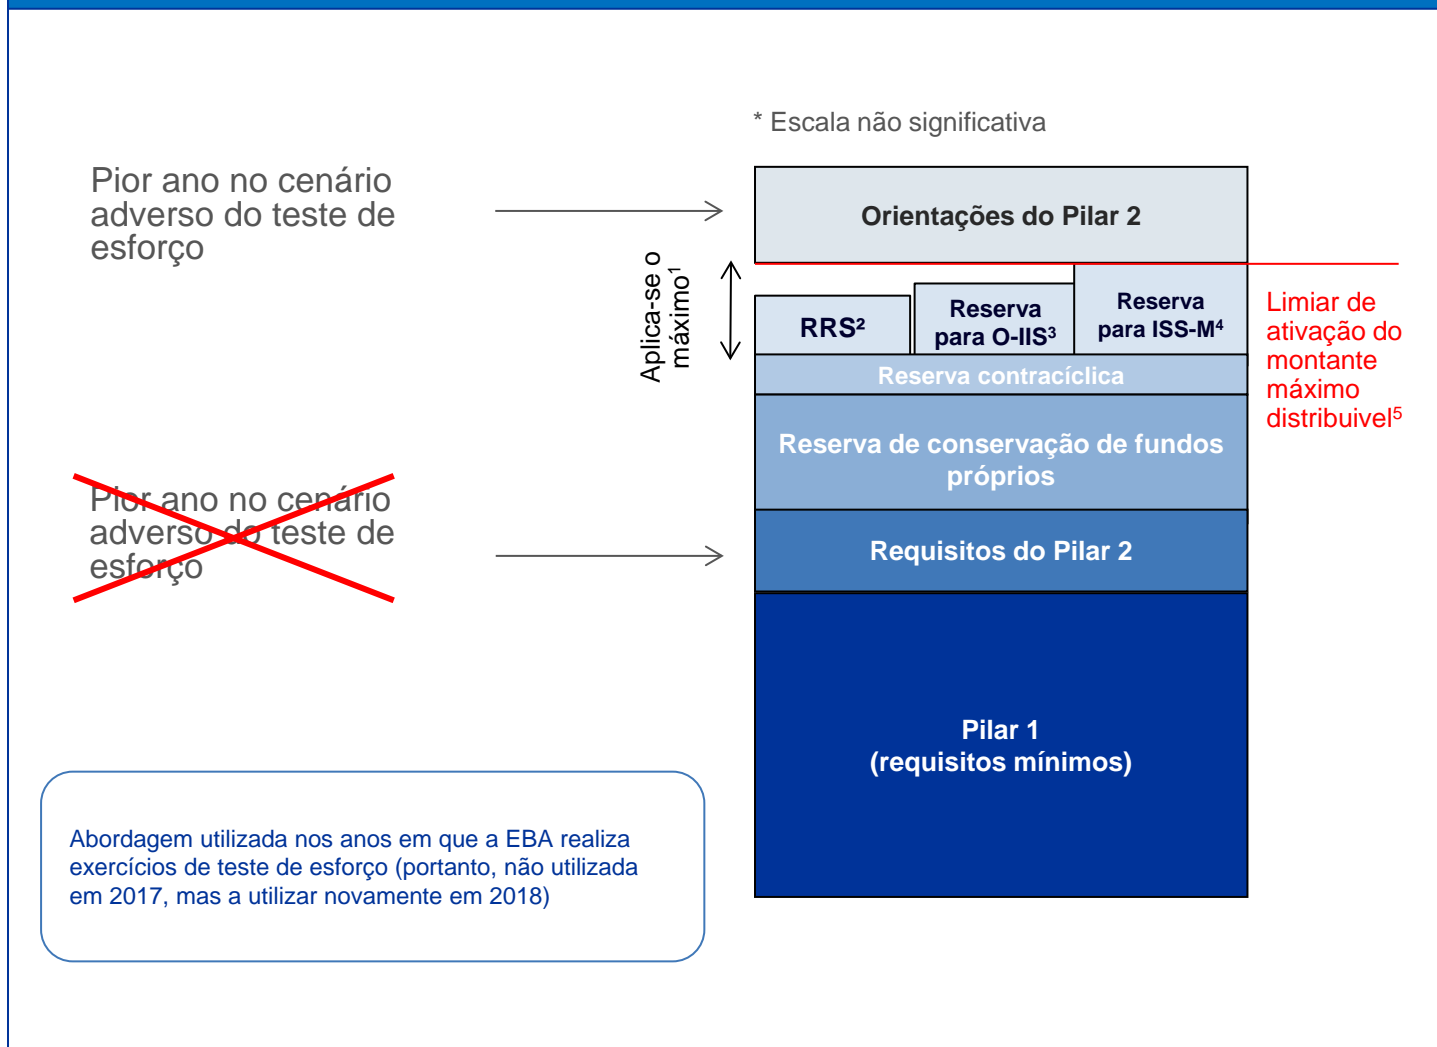 * Escala não significativa
Pior ano no cenário
adverso do teste de
esforço
Orientações do Pilar 2
Aplica-se o
máximo¹
RRS²
Reserva
para O-IIS³
Reserva
para ISS-M⁴
Limiar de
ativação do
montante
máximo
distribuivel⁵
Reserva contracíclica
Reserva de conservação de fundos
próprios
Pior ano no cenário
adverso do teste de
esforço
Requisitos do Pilar 2
Pilar 1
(requisitos mínimos)
Abordagem utilizada nos anos em que a EBA realiza
exercícios de teste de esforço (portanto, não utilizada
em 2017, mas a utilizar novamente em 2018)